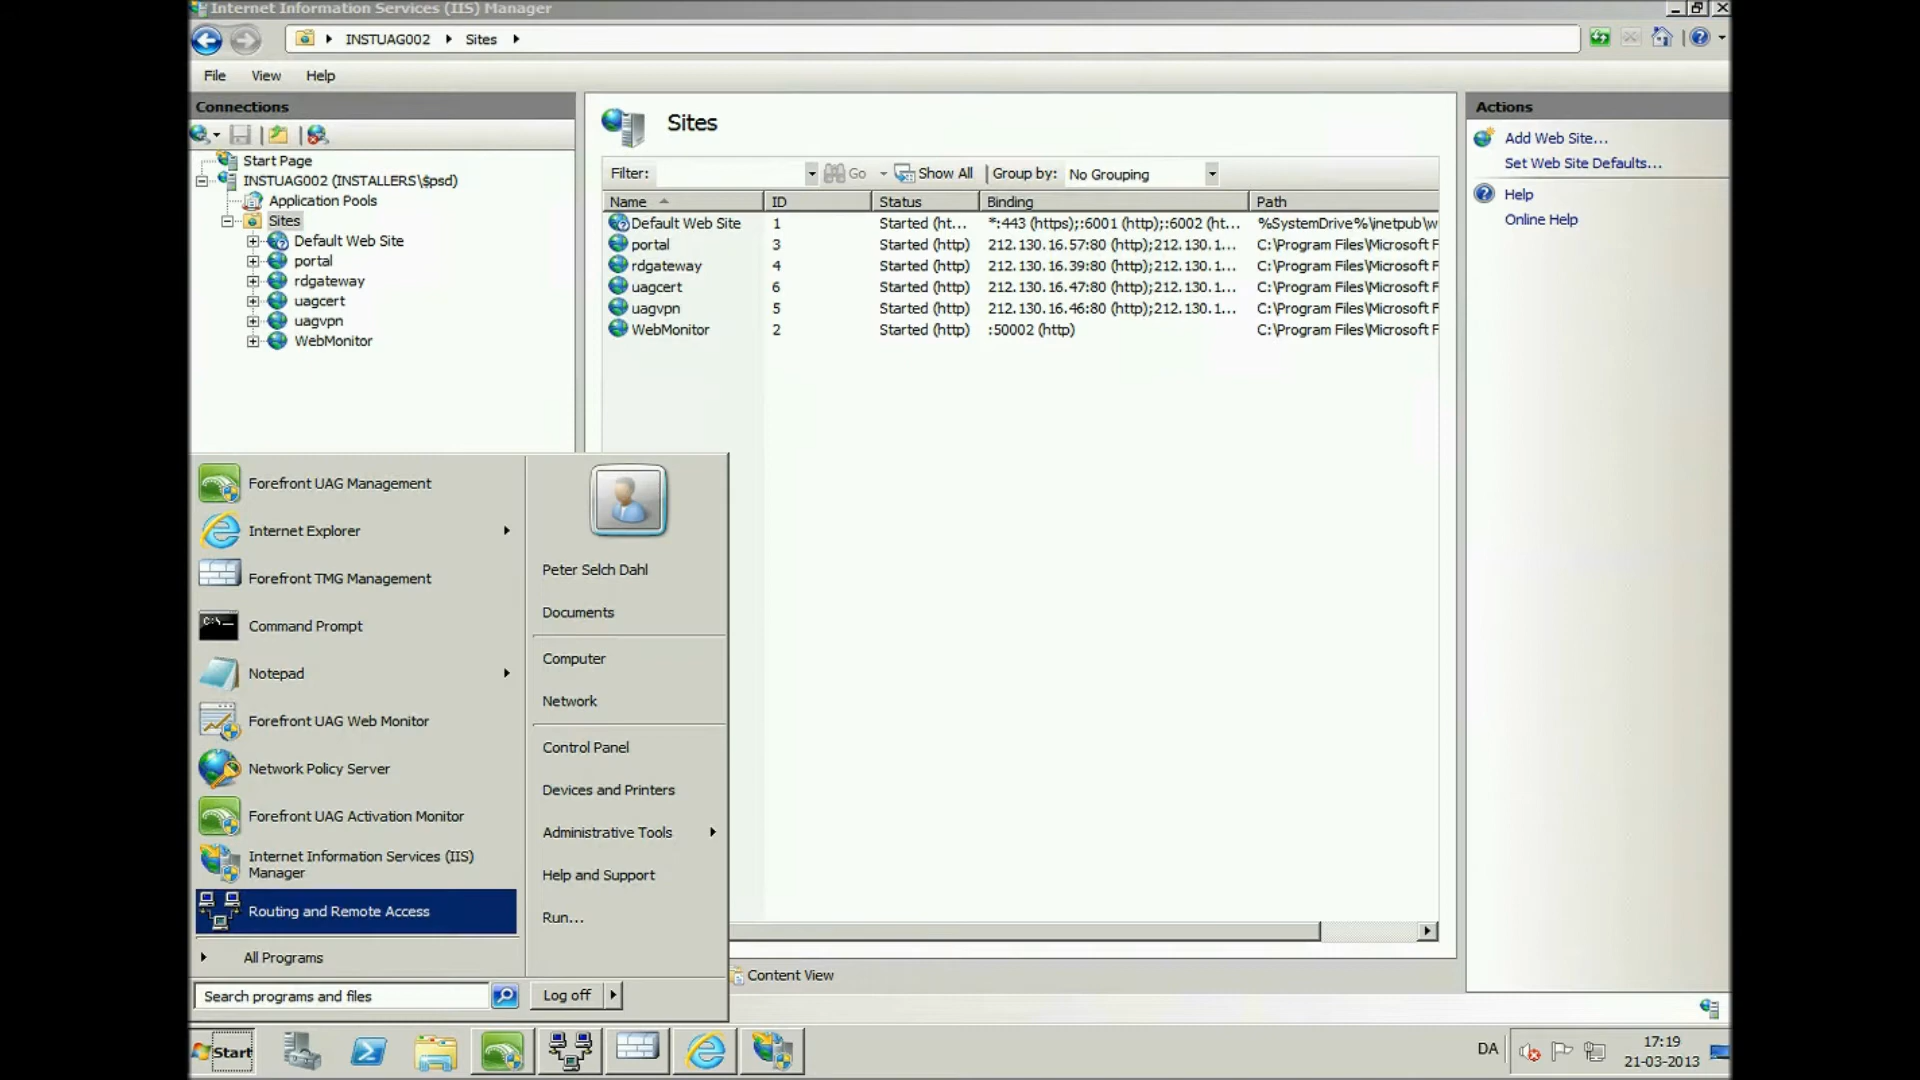 Internet Information Services (IIS) Manager
INSTUAG002
Sites
File
View
Help
Connections
Start Page
INSTUAG002 (INSTALLERS\$psd)
Application Pools
Sites
Default Web Site
portal
rdgateway
uagcert
uagvpn
WebMonitor
Sites
Filter:
Go
Show All
Group by:
No Grouping
Name ID Status Binding Path
Default Web Site 1 Started (ht... *:443 (https);:6001 (http);:6002 (ht... %SystemDrive%\inetpub\w
portal 3 Started (http) 212.130.16.57:80 (http);212.130.1... C:\Program Files\Microsoft F
rdgateway 4 Started (http) 212.130.16.39:80 (http);212.130.1... C:\Program Files\Microsoft F
uagcert 6 Started (http) 212.130.16.47:80 (http);212.130.1... C:\Program Files\Microsoft F
uagvpn 5 Started (http) 212.130.16.46:80 (http);212.130.1... C:\Program Files\Microsoft F
WebMonitor 2 Started (http) :50002 (http) C:\Program Files\Microsoft F
Actions
Add Web Site...
Set Web Site Defaults...
Help
Online Help
Forefront UAG Management
Internet Explorer
Forefront TMG Management
Command Prompt
Notepad
Forefront UAG Web Monitor
Network Policy Server
Forefront UAG Activation Monitor
Internet Information Services (IIS)
Manager
Routing and Remote Access
All Programs
Search programs and files
Peter Selch Dahl
Documents
Computer
Network
Control Panel
Devices and Printers
Administrative Tools
Help and Support
Run...
Log off
Content View
Start
DA
17:19
21-03-2013